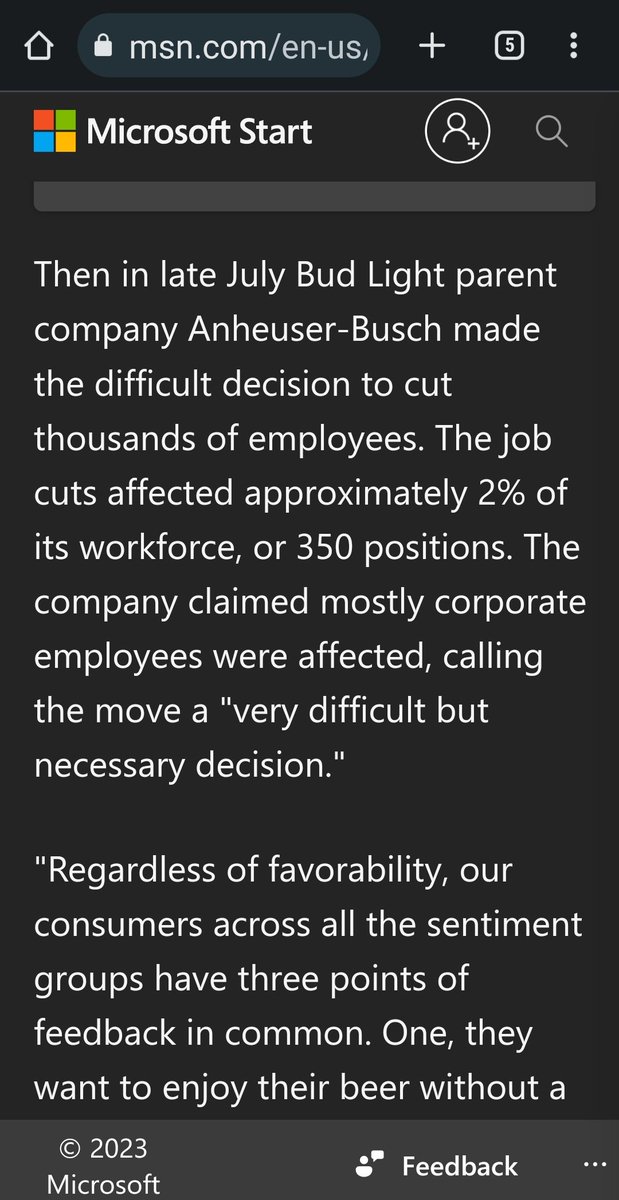 msn.com/en-us/
5
Microsoft Start
Then in late July Bud Light parent
company Anheuser-Busch made
the difficult decision to cut
thousands of employees. The job
cuts affected approximately 2% of
its workforce, or 350 positions. The
company claimed mostly corporate
employees were affected, calling
the move a "very difficult but
necessary decision."
"Regardless of favorability, our
consumers across all the sentiment
groups have three points of
feedback in common. One, they
want to enjoy their beer without a
© 2023
Microsoft
Feedback